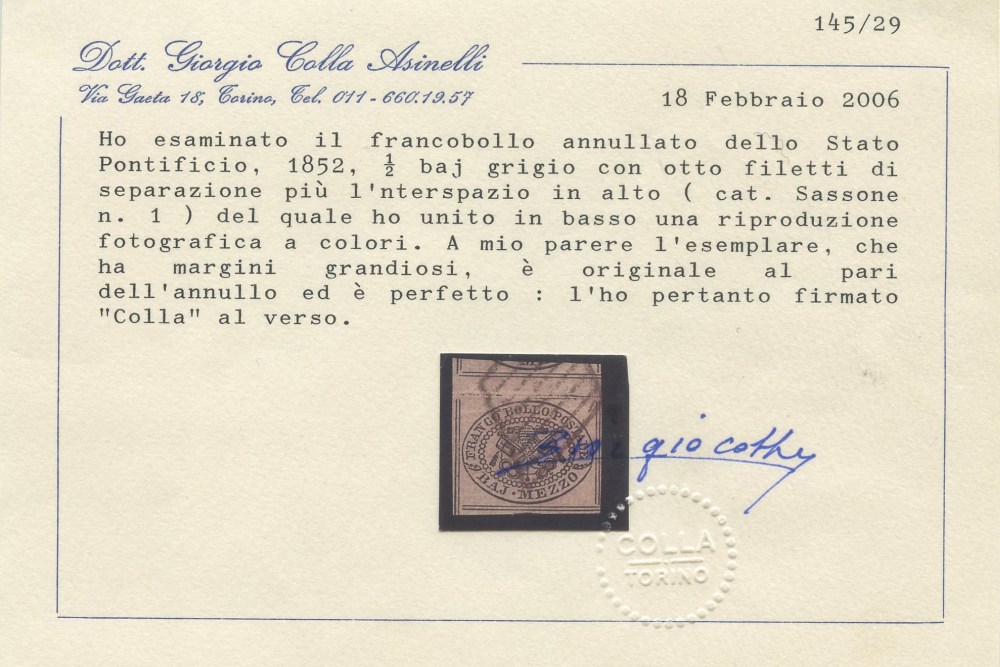 145/29
Dott. Giorgio Colla Asinelli
Via Gaeta 18, Torino, Tel. 011 - 660.19.57
18 Febbraio 2006
Ho esaminato il francobollo annullato dello Stato
Pontificio, 1852, ½ baj grigio con otto filetti di
separazione più l'nterspazio in alto ( cat. Sassone
n. 1 ) del quale ho unito in basso una riproduzione
fotografica a colori. A mio parere l'esemplare, che
ha margini grandiosi, è originale al pari
dell'annullo ed è perfetto : l'ho pertanto firmato
"Colla" al verso.
FRANCO BOLLO
BAJ · MEZZO
COLLA
TORINO